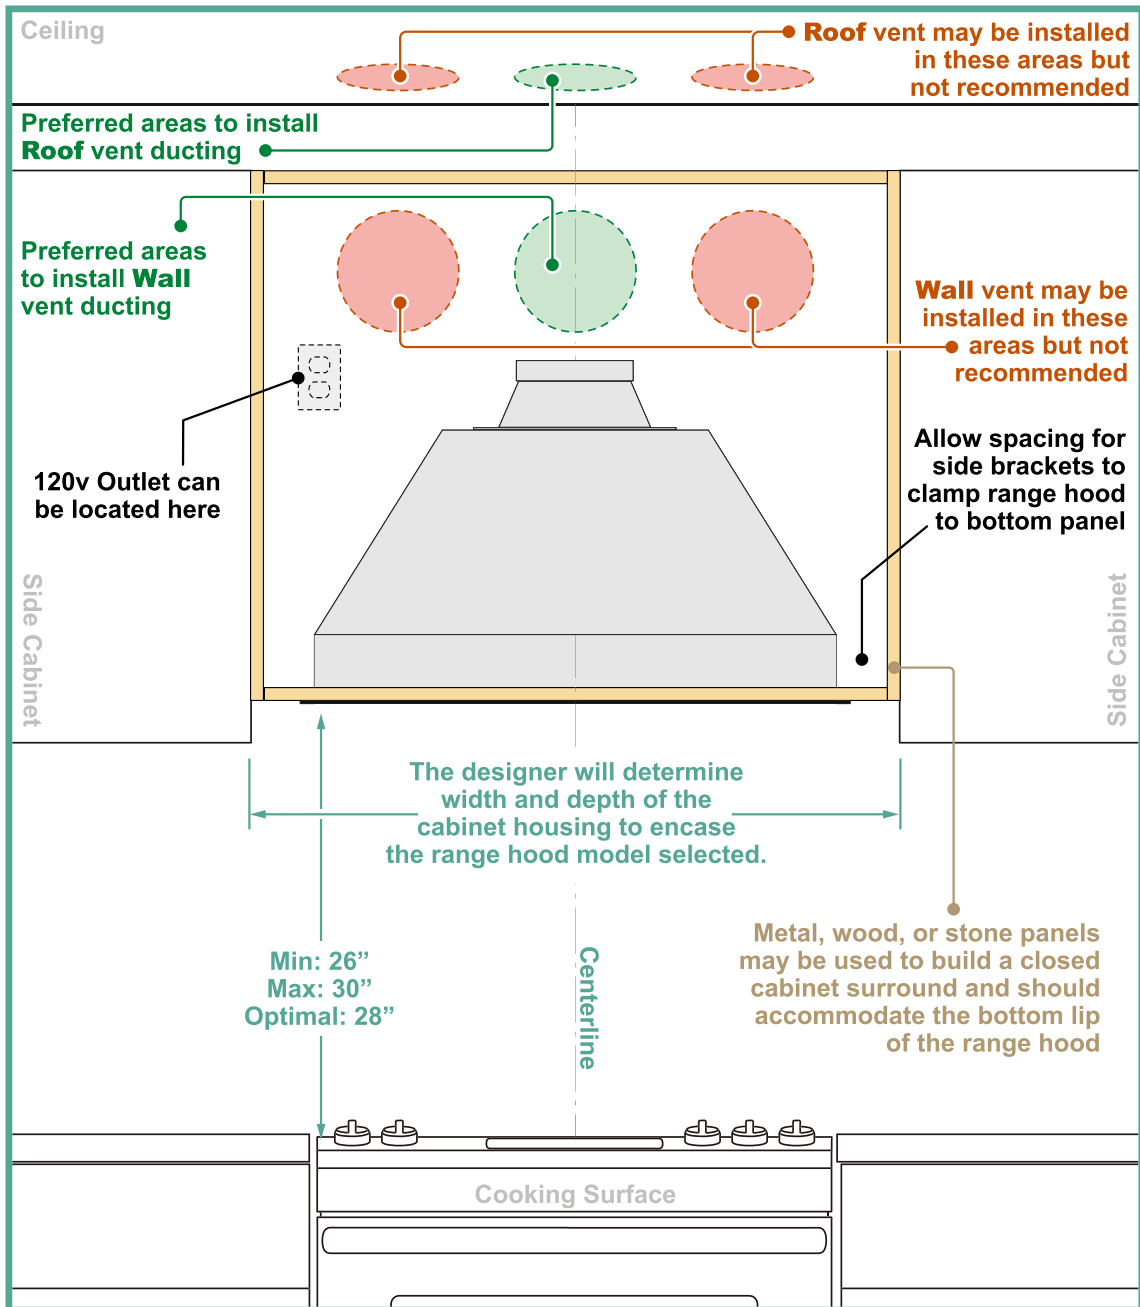 Ceiling
Roof vent may be installed
in these areas but
not recommended
Preferred areas to install
Roof vent ducting
Preferred areas
to install Wall
vent ducting
Wall vent may be
installed in these
areas but not
recommended
120v Outlet can
be located here
Allow spacing for
side brackets to
clamp range hood
to bottom panel
Side Cabinet
Side Cabinet
The designer will determine
width and depth of the
cabinet housing to encase
the range hood model selected.
Min: 26”
Max: 30”
Optimal: 28”
Centerline
Metal, wood, or stone panels
may be used to build a closed
cabinet surround and should
accommodate the bottom lip
of the range hood
Cooking Surface